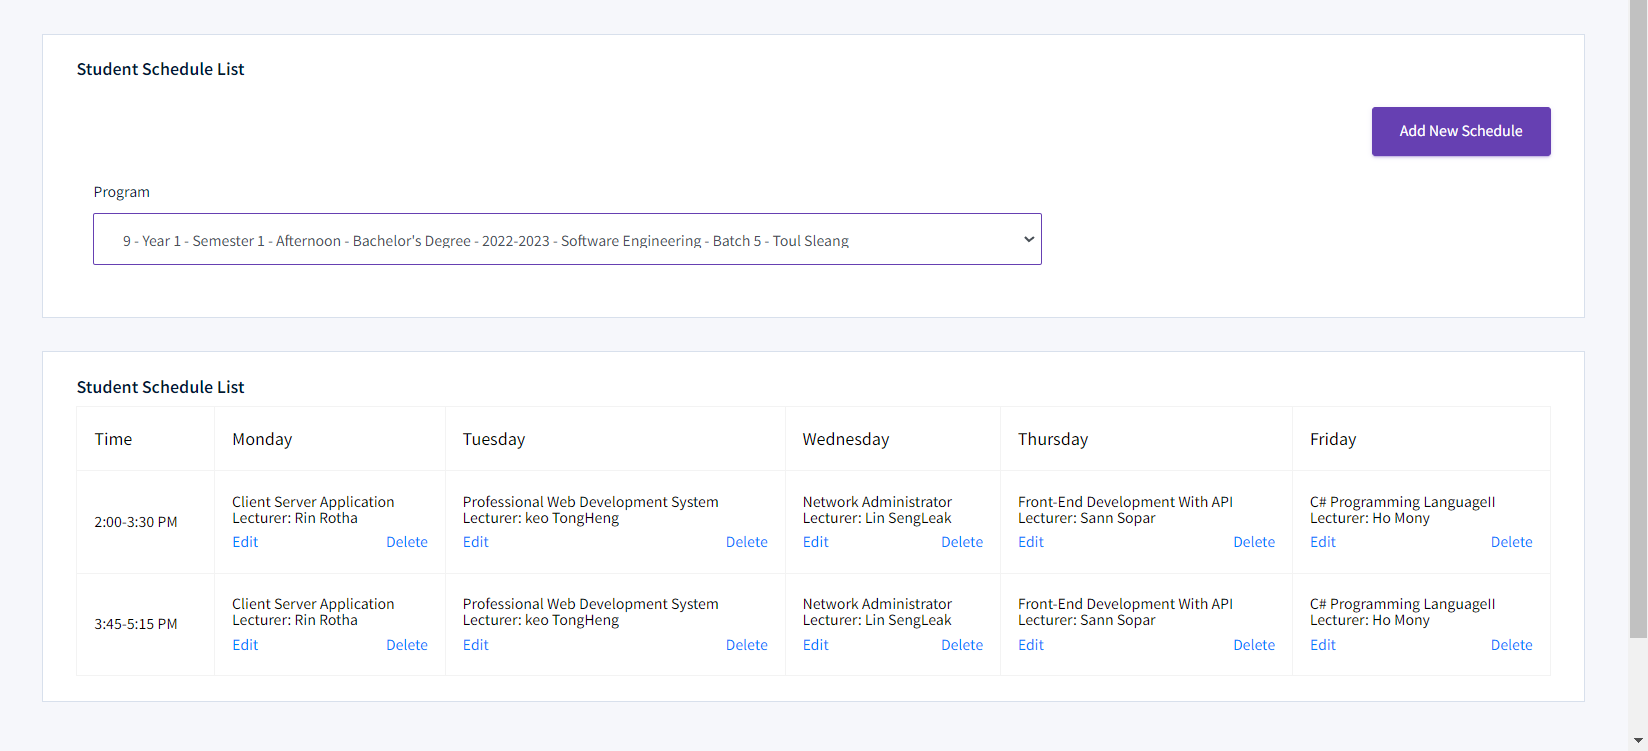 Student Schedule List
Add New Schedule
Program
9 - Year 1 - Semester 1 - Afternoon - Bachelor's Degree - 2022-2023 - Software Engineering - Batch 5 - Toul Sleang
Student Schedule List
Time Monday Tuesday Wednesday Thursday Friday
2:00-3:30 PM
Client Server Application
Lecturer: Rin Rotha
Edit Delete
Professional Web Development System
Lecturer: keo TongHeng
Edit Delete
Network Administrator
Lecturer: Lin SengLeak
Edit Delete
Front-End Development With API
Lecturer: Sann Sopar
Edit Delete
C# Programming LanguageII
Lecturer: Ho Mony
Edit Delete
3:45-5:15 PM
Client Server Application
Lecturer: Rin Rotha
Edit Delete
Professional Web Development System
Lecturer: keo TongHeng
Edit Delete
Network Administrator
Lecturer: Lin SengLeak
Edit Delete
Front-End Development With API
Lecturer: Sann Sopar
Edit Delete
C# Programming LanguageII
Lecturer: Ho Mony
Edit Delete